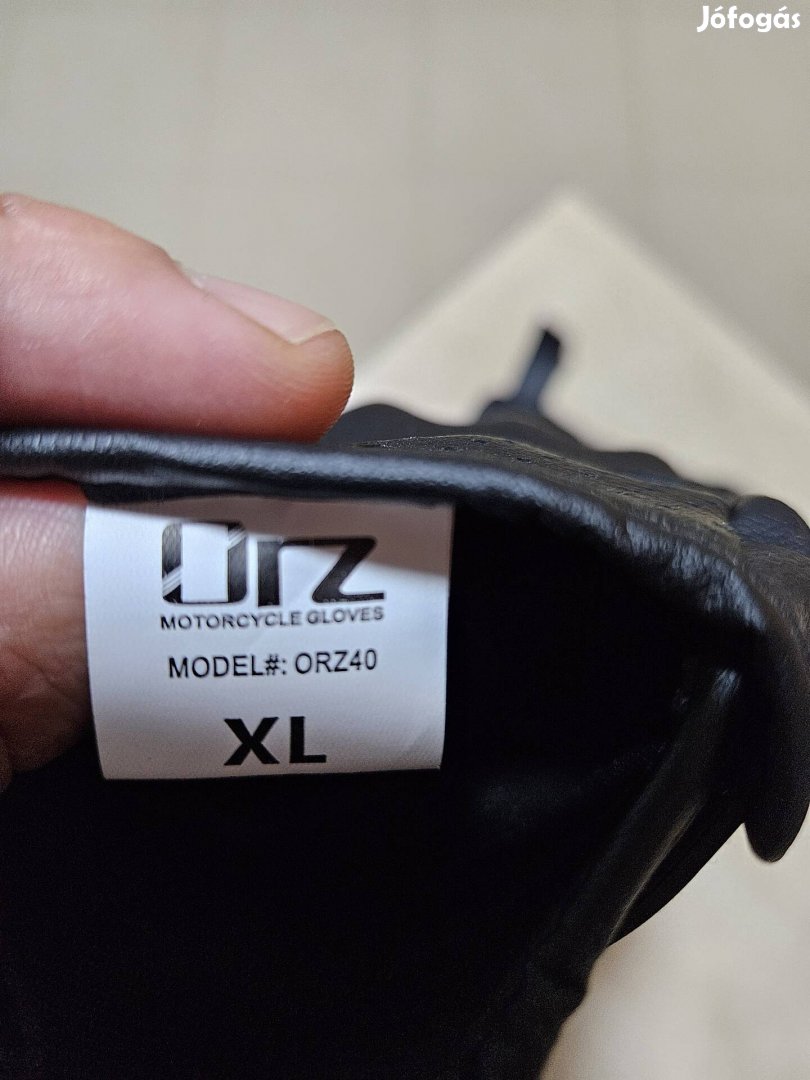 Jófogás
Orz
MOTORCYCLE GLOVES
MODEL#: ORZ40
XL